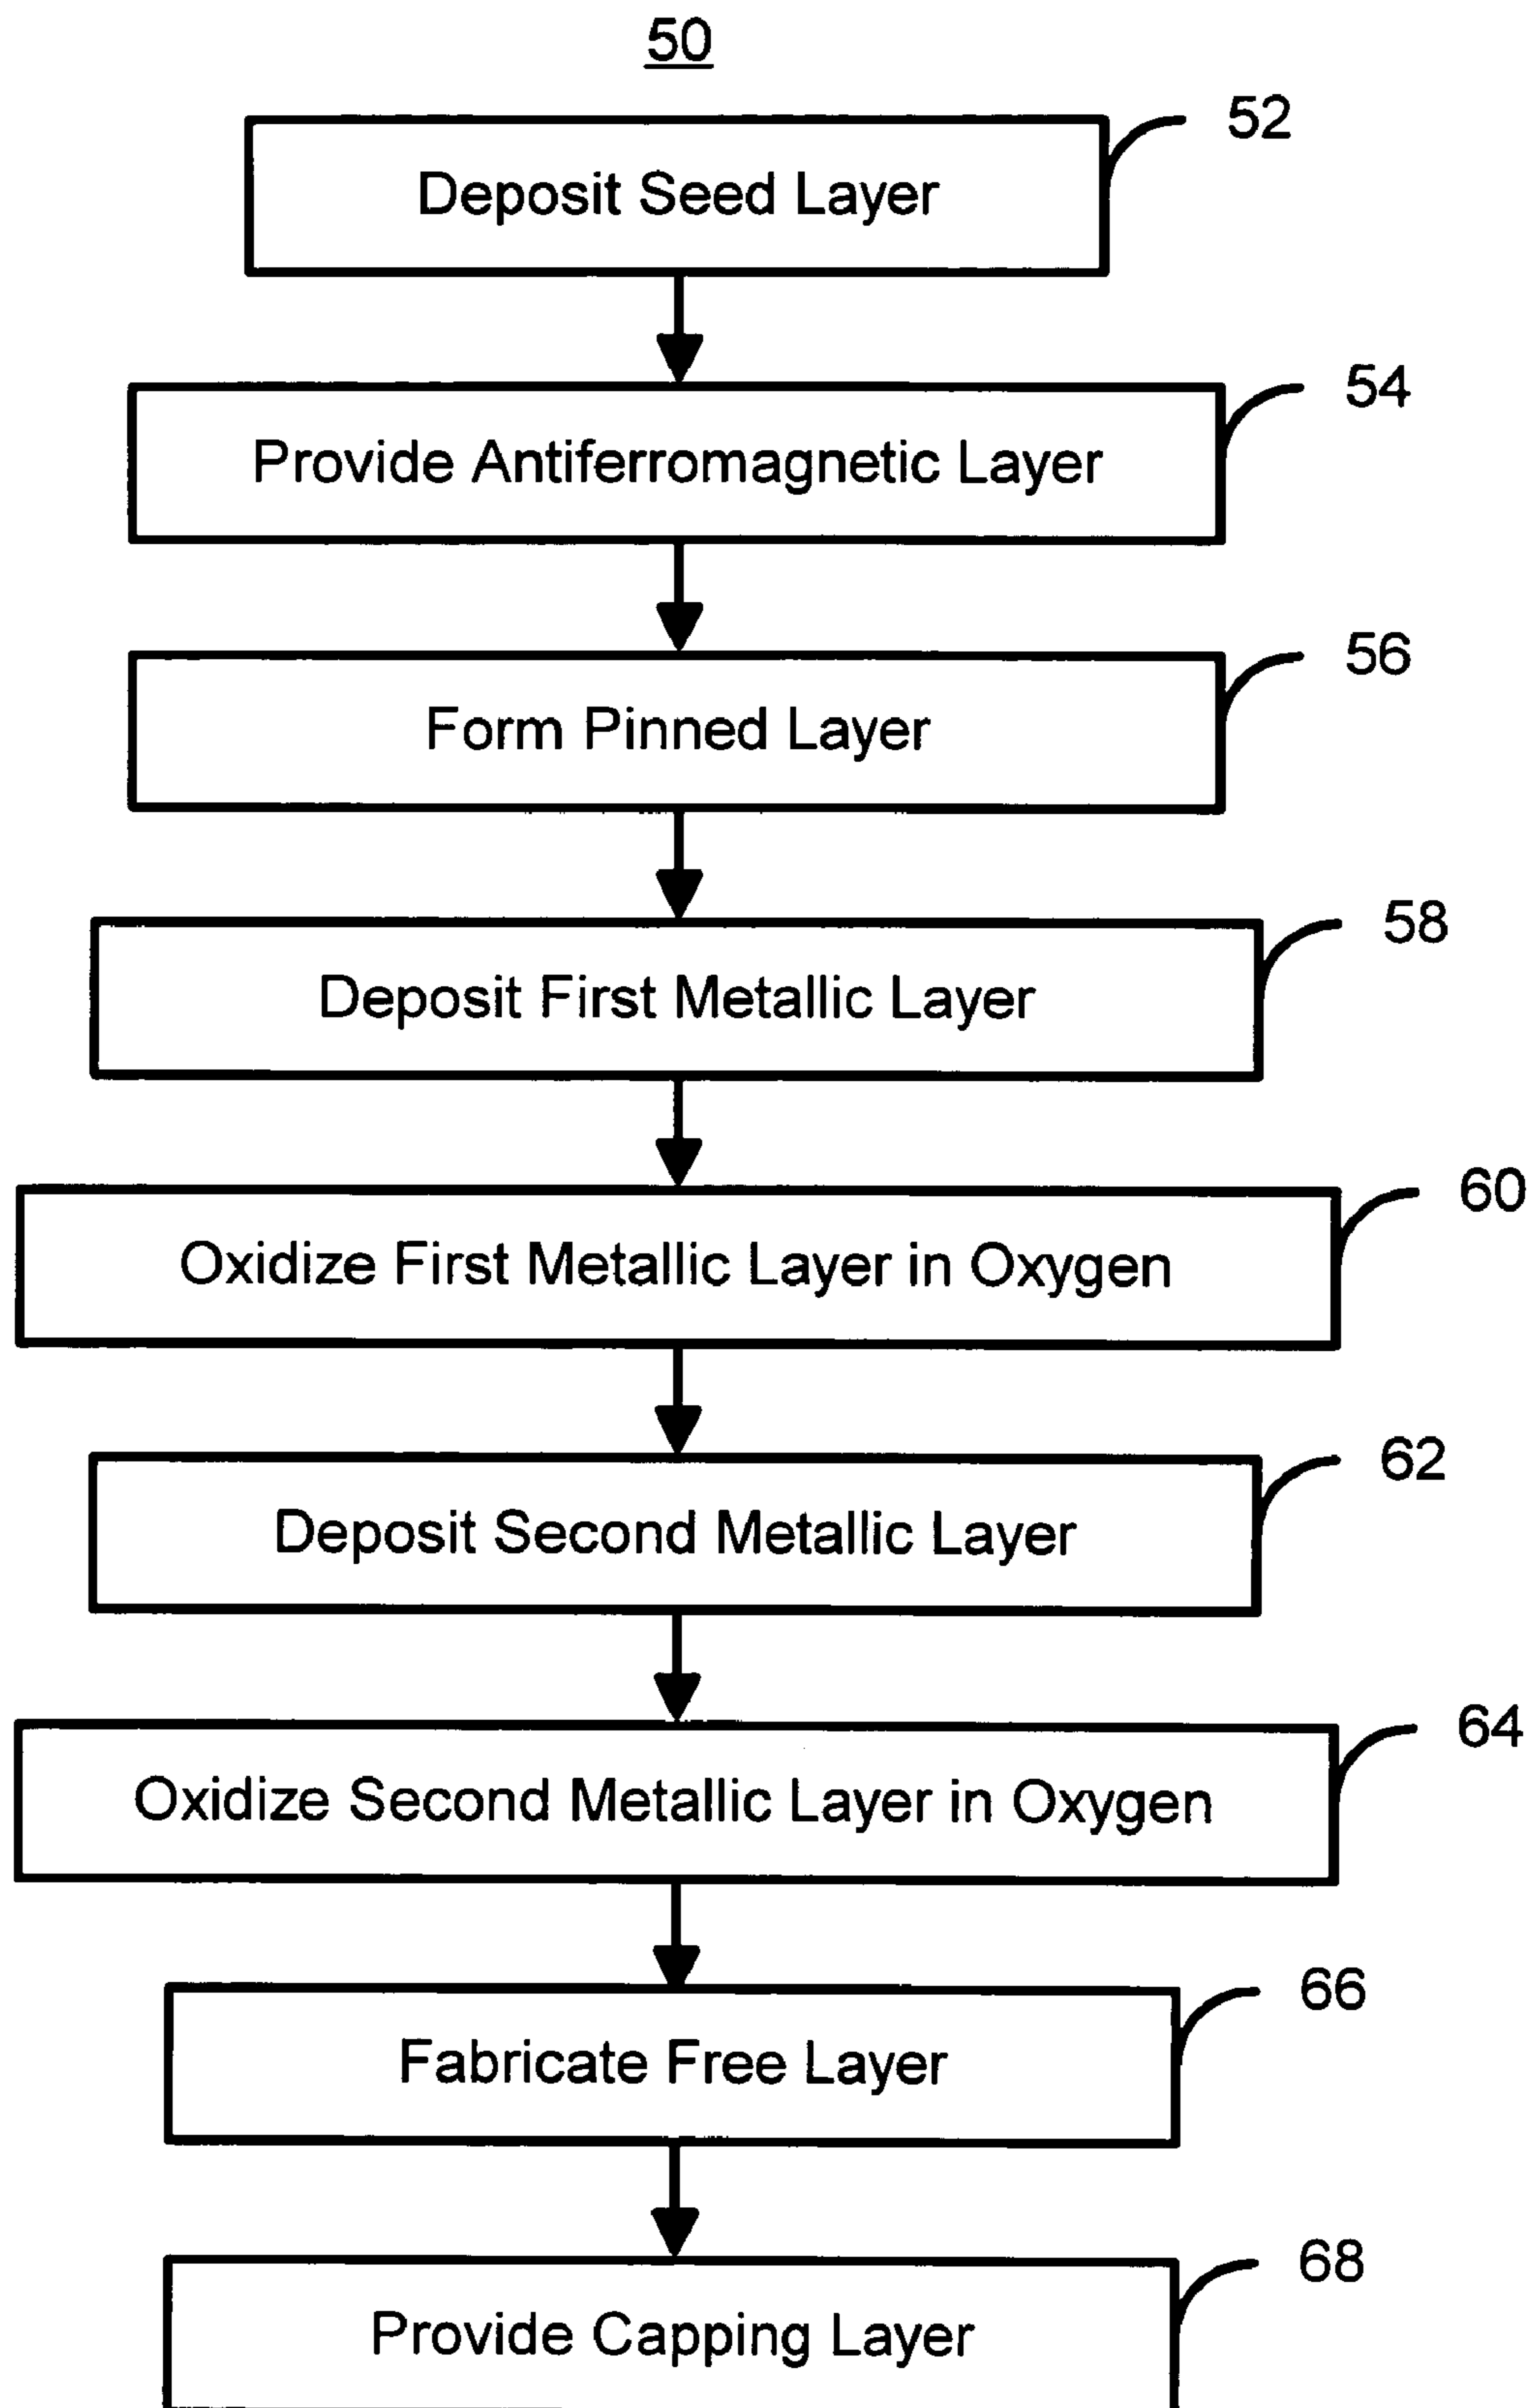 50
52
Deposit Seed Layer
54
Provide Antiferromagnetic Layer
56
Form Pinned Layer
58
Deposit First Metallic Layer
60
Oxidize First Metallic Layer in Oxygen
62
Deposit Second Metallic Layer
64
Oxidize Second Metallic Layer in Oxygen
66
Fabricate Free Layer
68
Provide Capping Layer